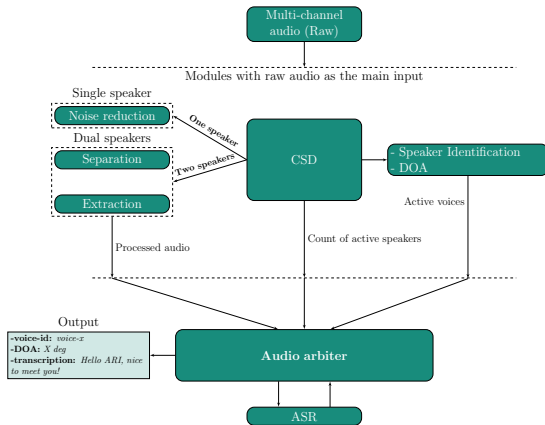 Multi-channel
audio (Raw)
Modules with raw audio as the main input
Single speaker
Noise reduction
One speaker
Dual speakers
Separation
Two speakers
Extraction
CSD
- Speaker Identification
- DOA
Active voices
Processed audio
Count of active speakers
Output
-voice-id: voice-x
-DOA: X deg
-transcription: Hello ARI, nice
to meet you!
Audio arbiter
ASR